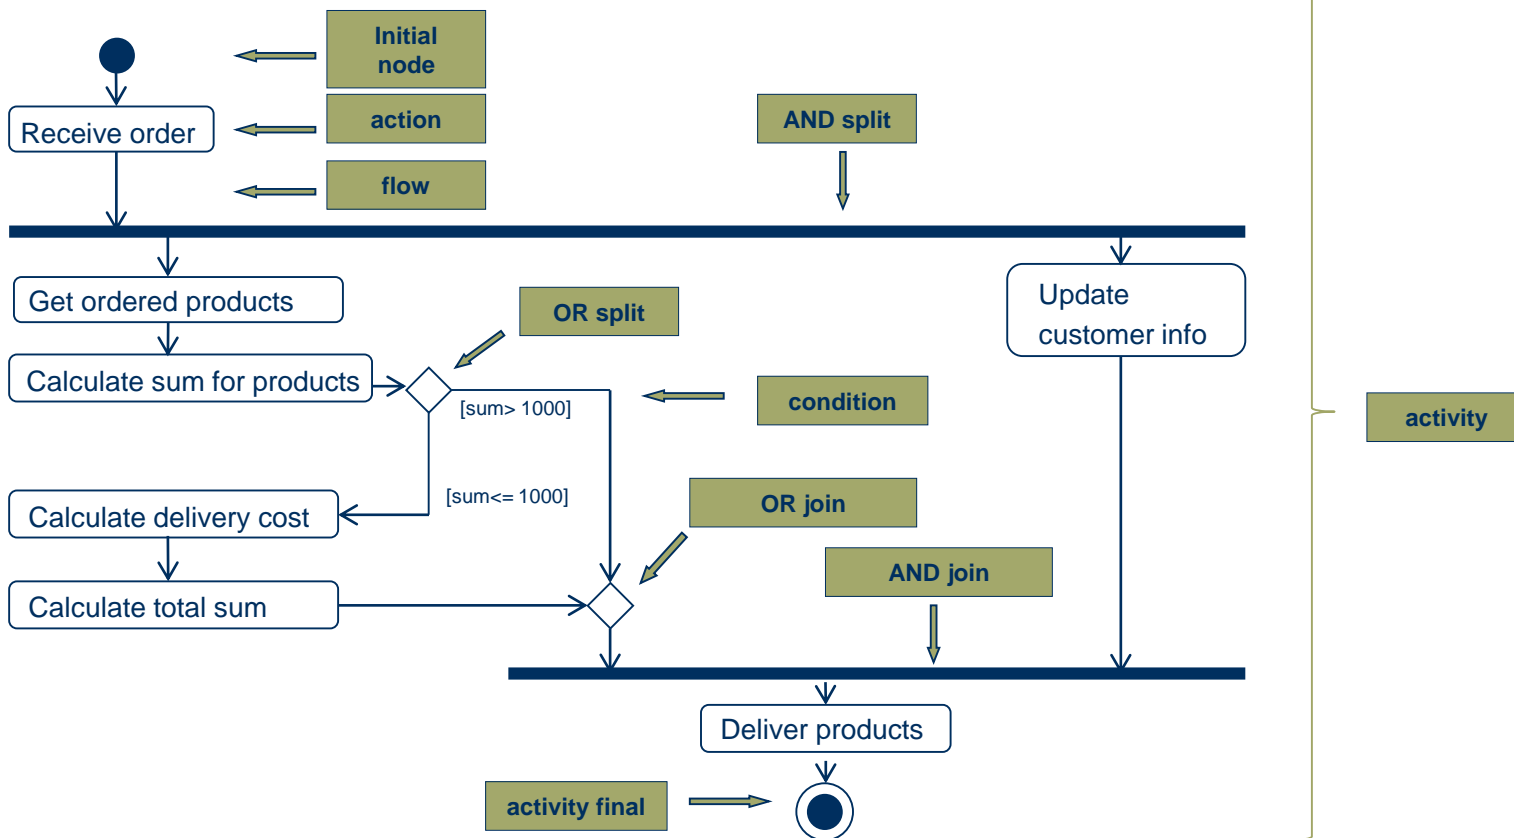 Initial
node
Receive order
action
AND split
flow
Get ordered products
OR split
Update
customer info
Calculate sum for products
[sum> 1000]
condition
activity
[sum<= 1000]
Calculate delivery cost
OR join
AND join
Calculate total sum
Deliver products
activity final